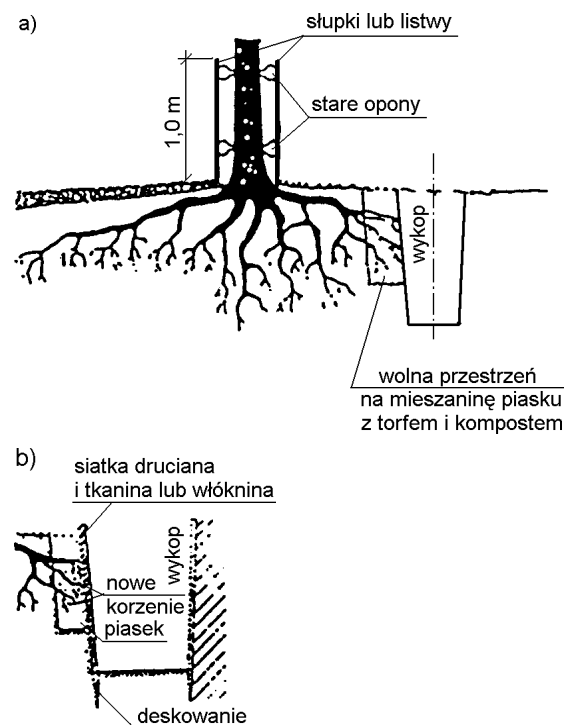 a)
słupki lub listwy
stare opony
1,0 m
wykop
wolna przestrzeń
na mieszaninę piasku
z torfem i kompostem
b)
siatka druciana
i tkanina lub włóknina
wykop
nowe
korzenie
piasek
deskowanie